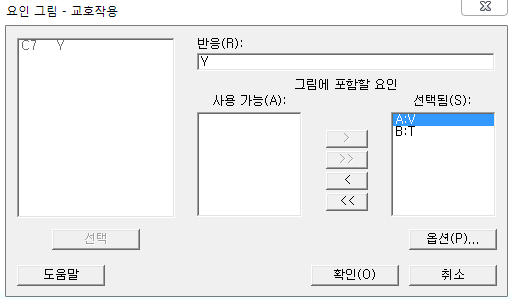 요인 그림 - 교호작용
C7 Y
반응(R):
Y
그림에 포함할 요인
사용 가능(A):
선택됨(S):
A:V
B:T
>
>>
<
<<
선택
옵션(P)...
도움말
확인(O)
취소